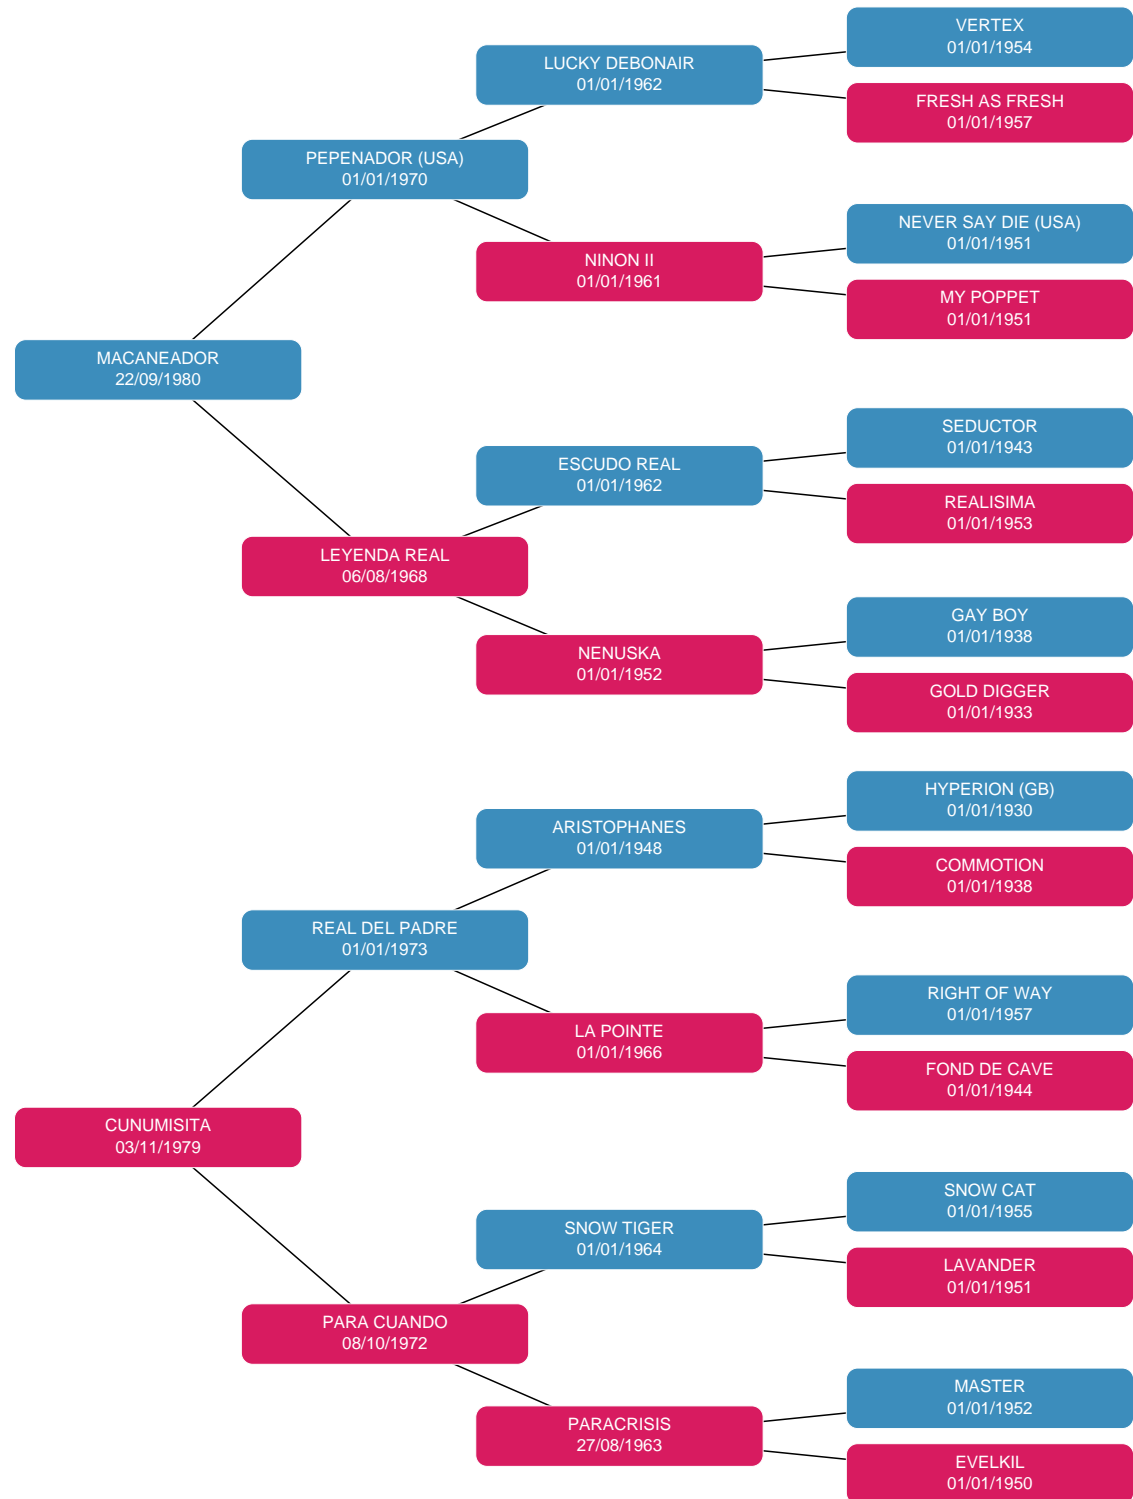 VERTEX
01/01/1954
LUCKY DEBONAIR
01/01/1962
FRESH AS FRESH
01/01/1957
PEPENADOR (USA)
01/01/1970
NEVER SAY DIE (USA)
01/01/1951
NINON II
01/01/1961
MY POPPET
01/01/1951
MACANEADOR
22/09/1980
SEDUCTOR
01/01/1943
ESCUDO REAL
01/01/1962
REALISIMA
01/01/1953
LEYENDA REAL
06/08/1968
GAY BOY
01/01/1938
NENUSKA
01/01/1952
GOLD DIGGER
01/01/1933
HYPERION (GB)
01/01/1930
ARISTOPHANES
01/01/1948
COMMOTION
01/01/1938
REAL DEL PADRE
01/01/1973
RIGHT OF WAY
01/01/1957
LA POINTE
01/01/1966
FOND DE CAVE
01/01/1944
CUNUMISITA
03/11/1979
SNOW CAT
01/01/1955
SNOW TIGER
01/01/1964
LAVANDER
01/01/1951
PARA CUANDO
08/10/1972
MASTER
01/01/1952
PARACRISIS
27/08/1963
EVELKIL
01/01/1950